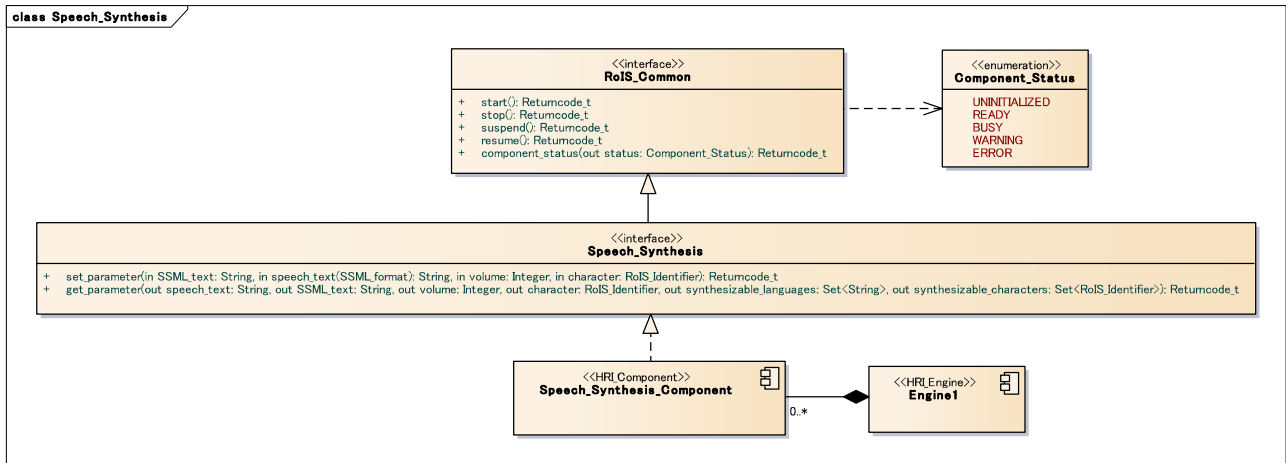 class Speech_Synthesis
<<interface>>
RoIS_Common
+ start(): Returncode_t
+ stop(): Returncode_t
+ suspend(): Returncode_t
+ resume(): Returncode_t
+ component_status(out status: Component_Status): Returncode_t
<<enumeration>>
Component_Status
UNINITIALIZED
READY
BUSY
WARNING
ERROR
<<interface>>
Speech_Synthesis
+ set_parameter(in SSML_text: String, in speech_text(SSML_format): String, in volume: Integer, in character: RoIS_Identifier): Returncode_t
+ get_parameter(out speech_text: String, out SSML_text: String, out volume: Integer, out character: RoIS_Identifier, out synthesizable_languages: Set<String>, out synthesizable_characters: Set<RoIS_Identifier>): Returncode_t
<<HRI_Component>>
Speech_Synthesis_Component
0..*
<<HRI_Engine>>
Engine1